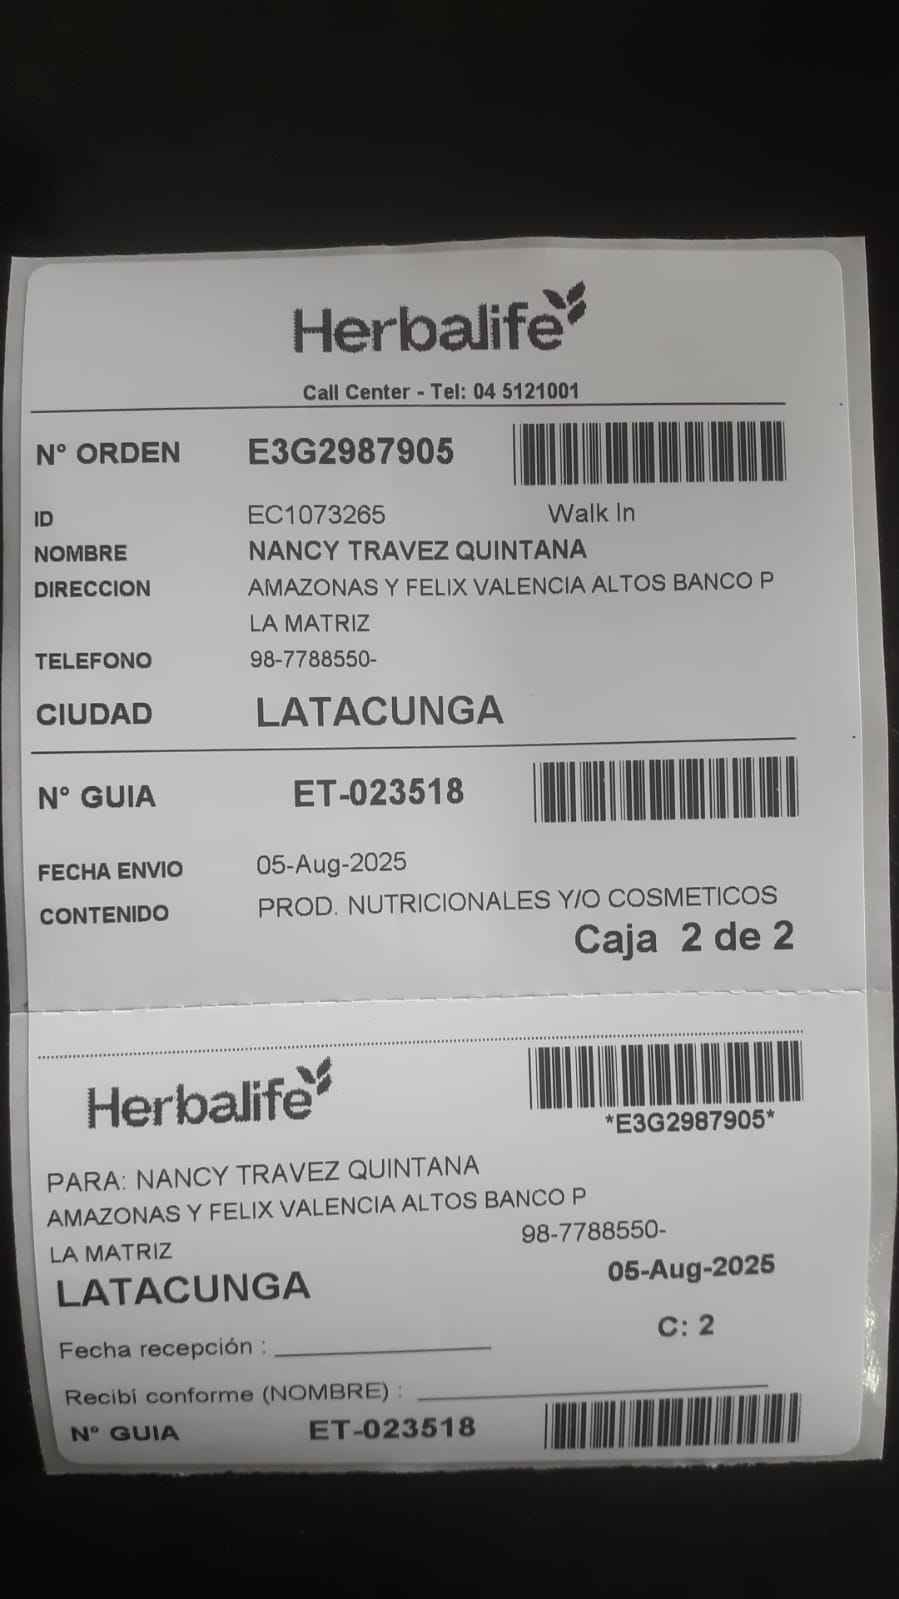 Herbalife
Call Center - Tel: 04 5121001
N° ORDEN E3G2987905
ID EC1073265 Walk In
NOMBRE NANCY TRAVEZ QUINTANA
DIRECCION AMAZONAS Y FELIX VALENCIA ALTOS BANCO P
LA MATRIZ
TELEFONO 98-7788550-
CIUDAD LATACUNGA
N° GUIA ET-023518
FECHA ENVIO 05-Aug-2025
CONTENIDO PROD. NUTRICIONALES Y/O COSMETICOS
Caja 2 de 2
Herbalife
*E3G2987905*
PARA: NANCY TRAVEZ QUINTANA
AMAZONAS Y FELIX VALENCIA ALTOS BANCO P
LA MATRIZ 98-7788550-
LATACUNGA 05-Aug-2025
C: 2
Fecha recepción :
Recibí conforme (NOMBRE) :
N° GUIA ET-023518